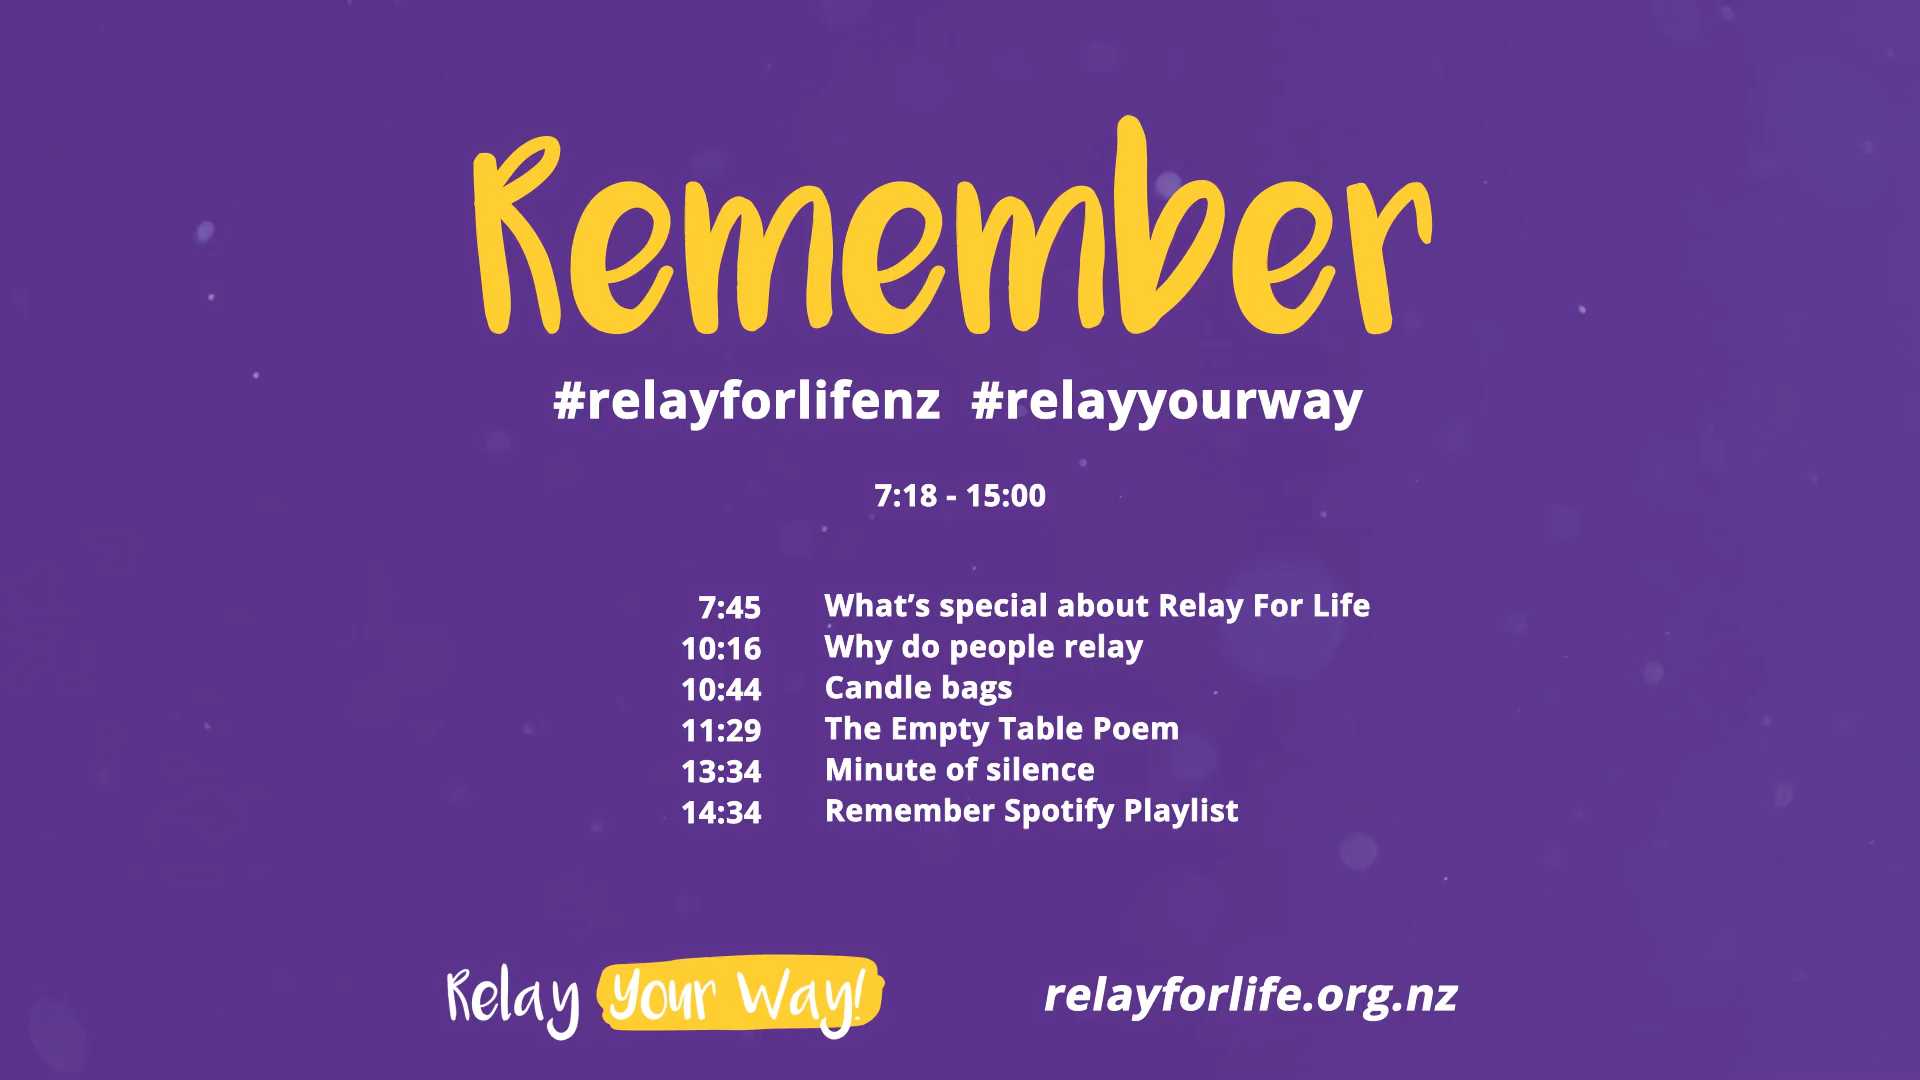 Remember
#relayforlifenz #relayyourway
7:18 - 15:00
7:45 What’s special about Relay For Life
10:16 Why do people relay
10:44 Candle bags
11:29 The Empty Table Poem
13:34 Minute of silence
14:34 Remember Spotify Playlist
Relay your Way! relayforlife.org.nz